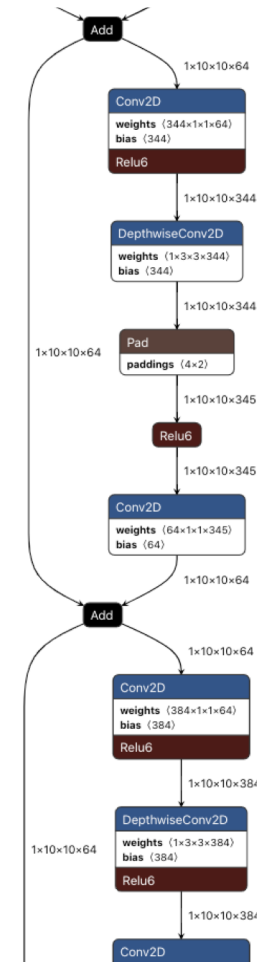 Add
1×10×10×64
Conv2D
weights ⟨344×1×1×64⟩
bias ⟨344⟩
Relu6
1×10×10×344
DepthwiseConv2D
weights ⟨1×3×3×344⟩
bias ⟨344⟩
1×10×10×344
Pad
1×10×10×64
paddings ⟨4×2⟩
1×10×10×345
Relu6
1×10×10×345
Conv2D
weights ⟨64×1×1×345⟩
bias ⟨64⟩
1×10×10×64
Add
1×10×10×64
Conv2D
weights ⟨384×1×1×64⟩
bias ⟨384⟩
Relu6
1×10×10×384
DepthwiseConv2D
weights ⟨1×3×3×384⟩
1×10×10×64
bias ⟨384⟩
Relu6
1×10×10×384
Conv2D